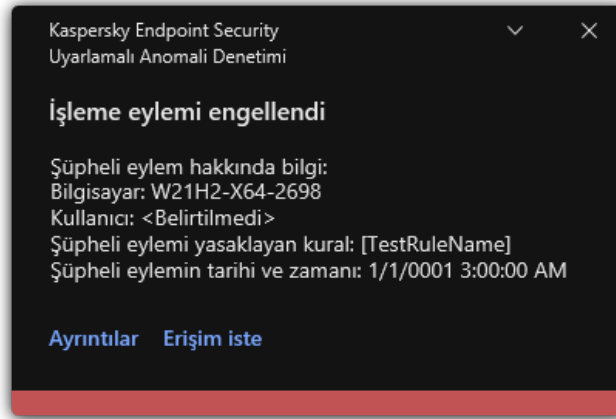 Kaspersky Endpoint Security
Uyarlamalı Anomali Denetimi
İşleme eylemi engellendi
Şüpheli eylem hakkında bilgi:
Bilgisayar: W21H2-X64-2698
Kullanıcı: <Belirtilmedi>
Şüpheli eylemi yasaklayan kural: [TestRuleName]
Şüpheli eylemin tarihi ve zamanı: 1/1/0001 3:00:00 AM
Ayrıntılar Erişim iste